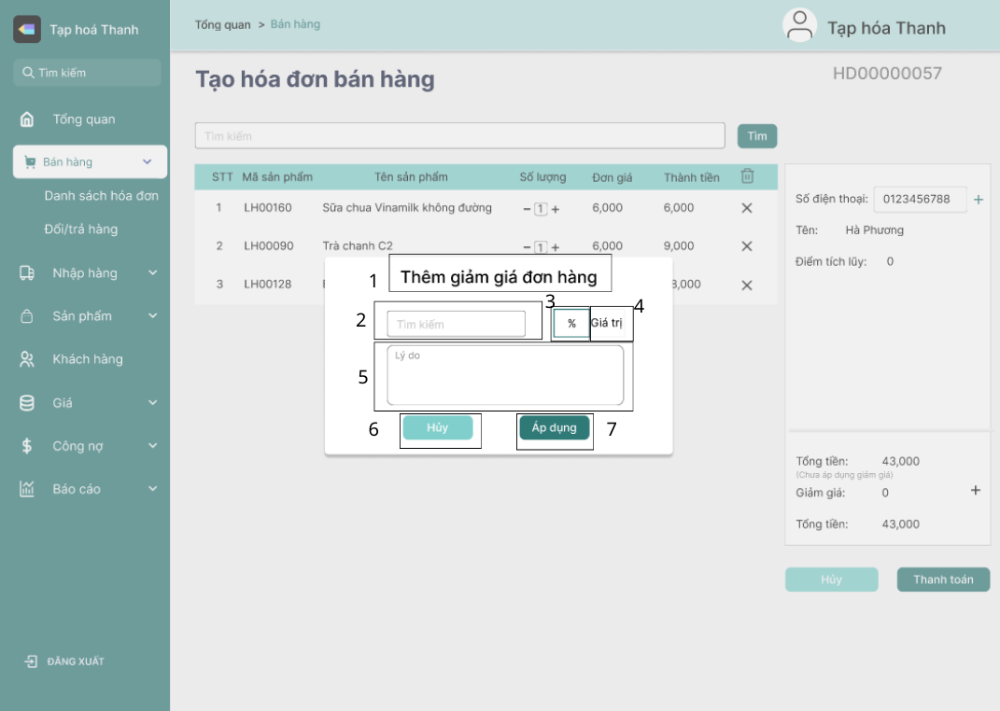 Tạp hoá Thanh
Tìm kiếm
Tổng quan
Bán hàng
Danh sách hóa đơn
Đổi/trả hàng
Nhập hàng
Sản phẩm
Khách hàng
Giá
Công nợ
Báo cáo
ĐĂNG XUẤT
Tổng quan > Bán hàng
Tạp hóa Thanh
Tạo hóa đơn bán hàng
HD00000057
Tìm kiếm
Tìm
STT Mã sản phẩm Tên sản phẩm Số lượng Đơn giá Thành tiền
1 LH00160 Sữa chua Vinamilk không đường − 1 + 6,000 6,000
2 LH00090 Trà chanh C2 − 1 + 6,000 9,000
3 LH00128
1 Thêm giảm giá đơn hàng
2 Tìm kiếm
3 %
4 Giá trị
5 Lý do
6 Hủy
Áp dụng 7
Số điện thoại: 0123456788 +
Tên: Hà Phương
Điểm tích lũy: 0
Tổng tiền: 43,000
(Chưa áp dụng giảm giá)
Giảm giá: 0 +
Tổng tiền: 43,000
Hủy
Thanh toán